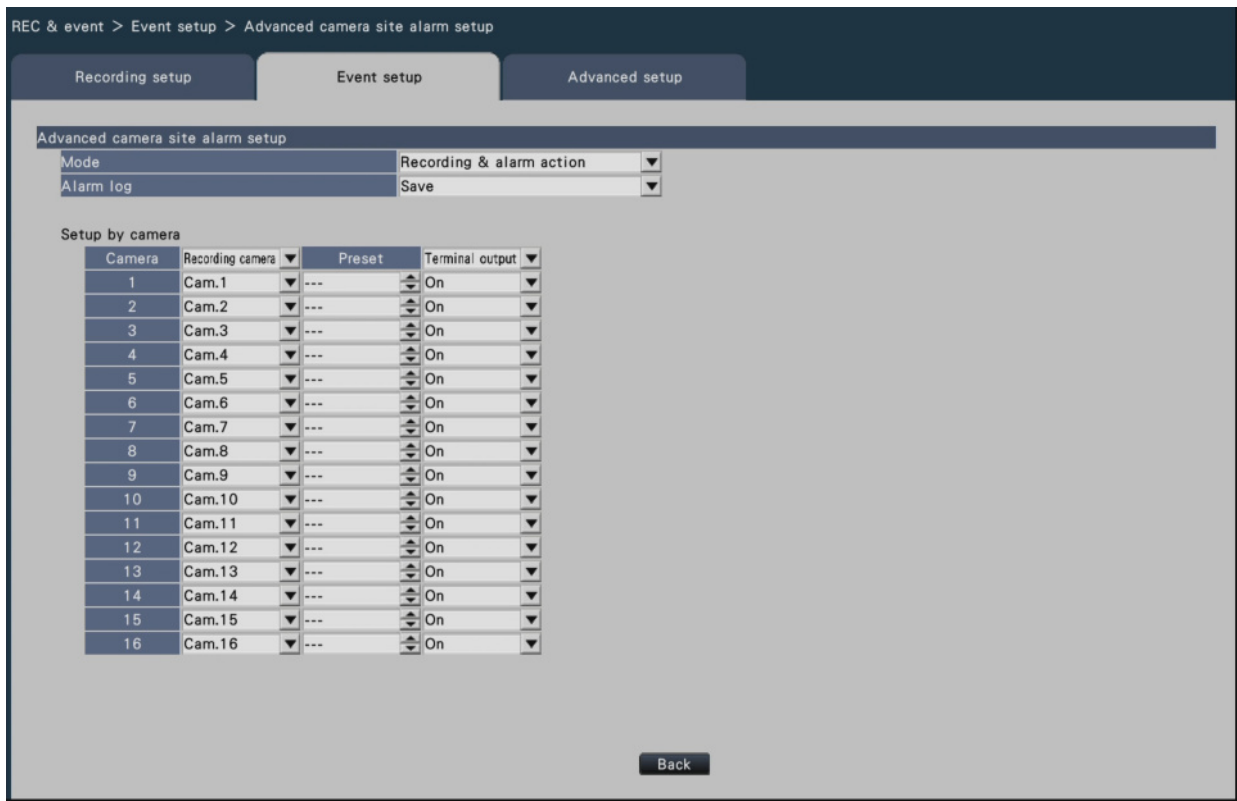 REC & event > Event setup > Advanced camera site alarm setup
Recording setup Event setup Advanced setup
Advanced camera site alarm setup
Mode Recording & alarm action
Alarm log Save
Setup by camera
Camera Recording camera Preset Terminal output
1 Cam.1 --- On
2 Cam.2 --- On
3 Cam.3 --- On
4 Cam.4 --- On
5 Cam.5 --- On
6 Cam.6 --- On
7 Cam.7 --- On
8 Cam.8 --- On
9 Cam.9 --- On
10 Cam.10 --- On
11 Cam.11 --- On
12 Cam.12 --- On
13 Cam.13 --- On
14 Cam.14 --- On
15 Cam.15 --- On
16 Cam.16 --- On
Back